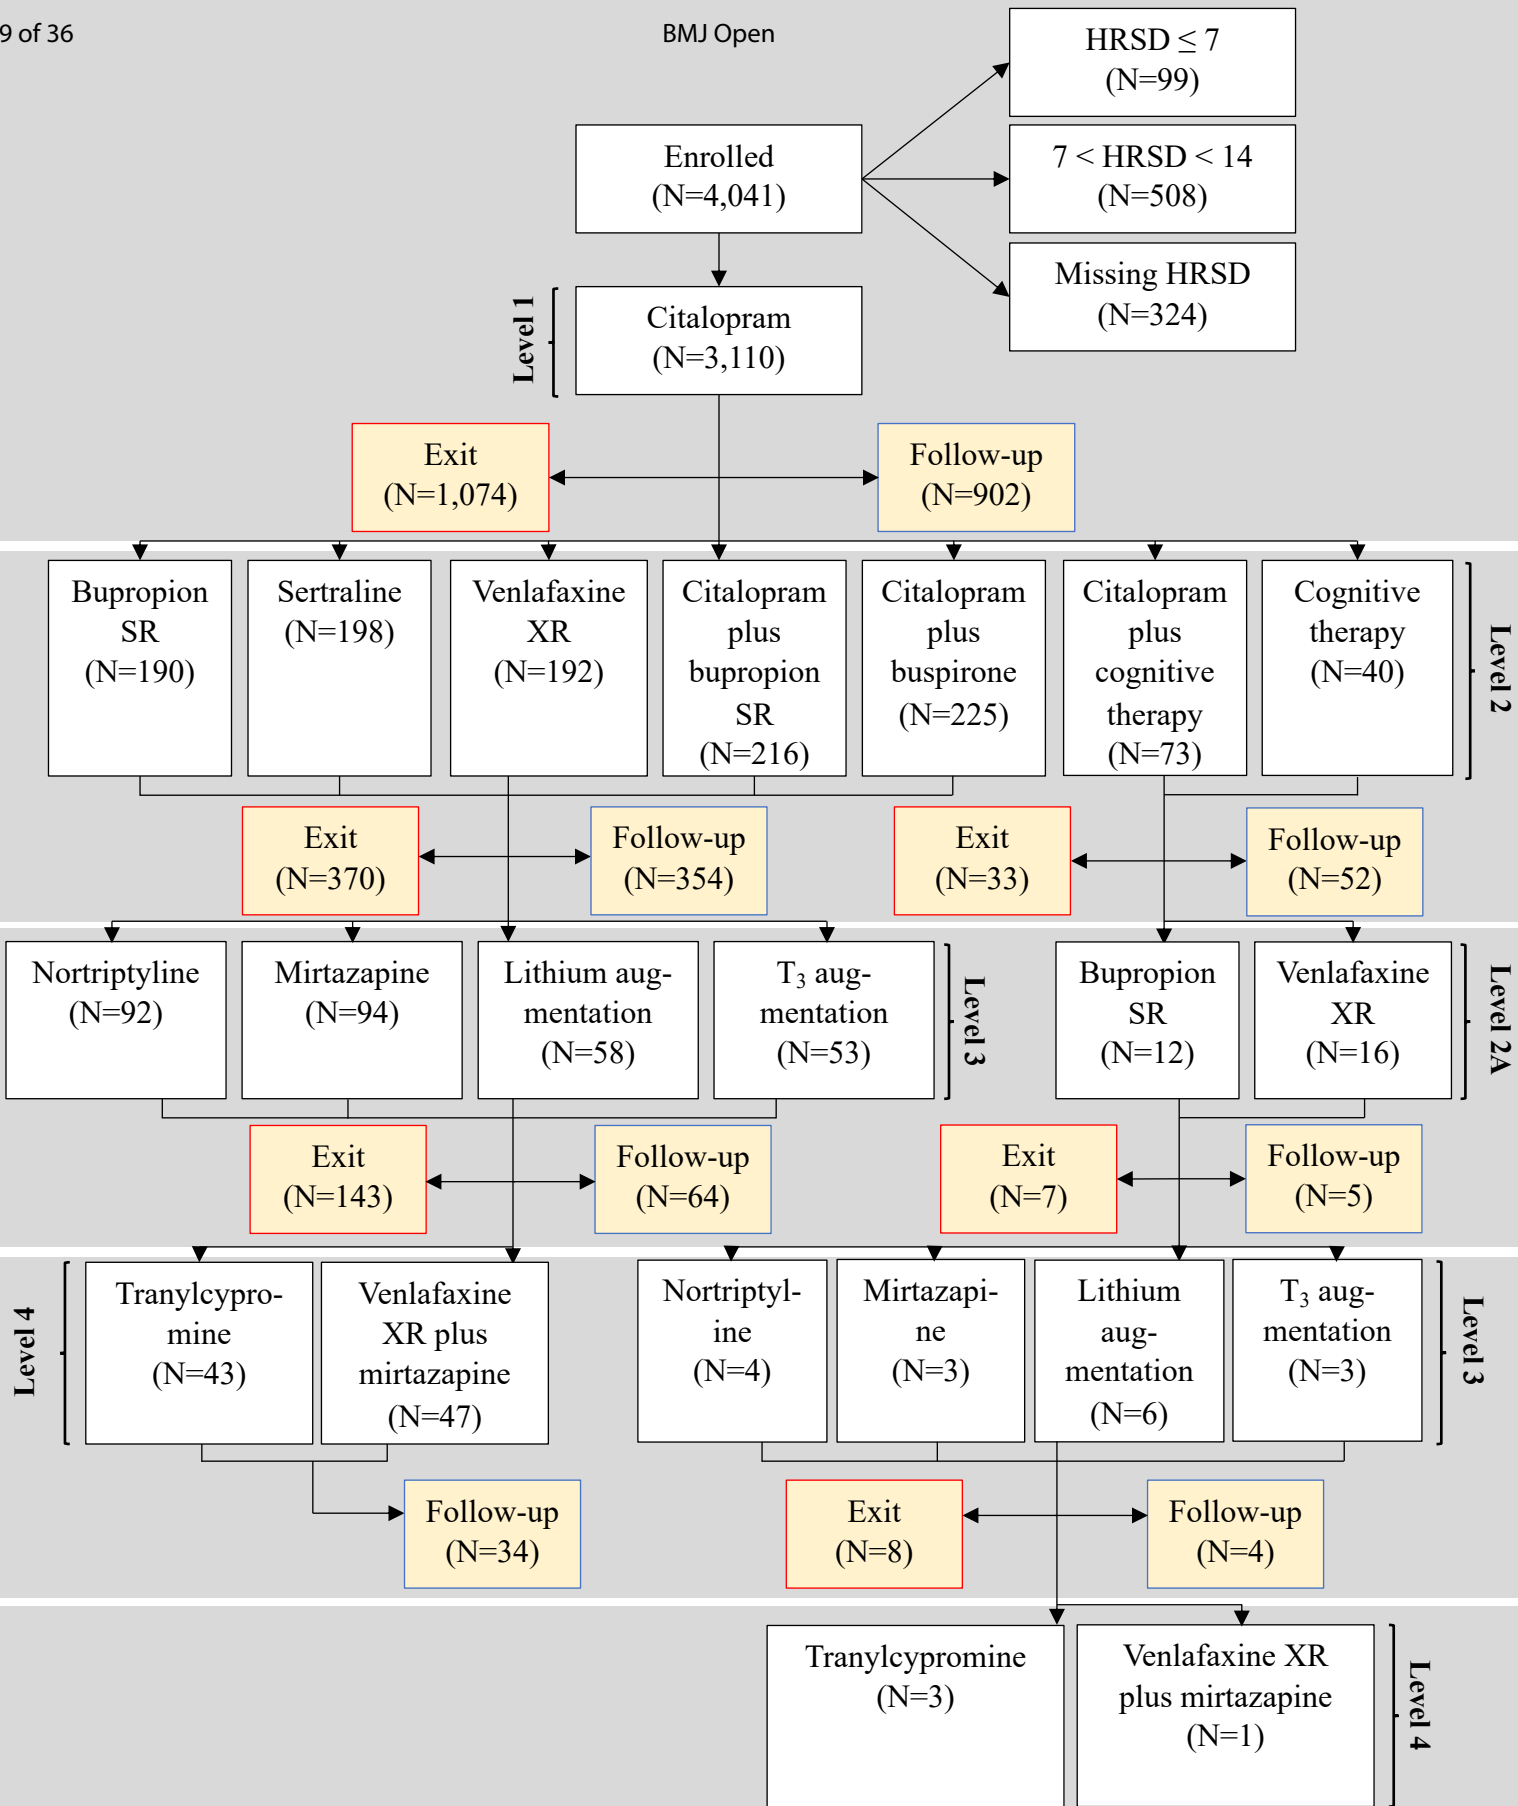 9 of 36
BMJ Open
HRSD ≤ 7
(N=99)
Enrolled
(N=4,041)
7 < HRSD < 14
(N=508)
Missing HRSD
(N=324)
Level 1
Citalopram
(N=3,110)
Exit
(N=1,074)
Follow-up
(N=902)
Bupropion
SR
(N=190)
Sertraline
(N=198)
Venlafaxine
XR
(N=192)
Citalopram
plus
bupropion
SR
(N=216)
Citalopram
plus
buspirone
(N=225)
Citalopram
plus
cognitive
therapy
(N=73)
Cognitive
therapy
(N=40)
Level 2
Exit
(N=370)
Follow-up
(N=354)
Exit
(N=33)
Follow-up
(N=52)
Nortriptyline
(N=92)
Mirtazapine
(N=94)
Lithium aug-
mentation
(N=58)
T₃ aug-
mentation
(N=53)
Level 3
Bupropion
SR
(N=12)
Venlafaxine
XR
(N=16)
Level 2A
Exit
(N=143)
Follow-up
(N=64)
Exit
(N=7)
Follow-up
(N=5)
Level 4
Tranylcypro-
mine
(N=43)
Venlafaxine
XR plus
mirtazapine
(N=47)
Nortriptyl-
ine
(N=4)
Mirtazapi-
ne
(N=3)
Lithium
aug-
mentation
(N=6)
T₃ aug-
mentation
(N=3)
Level 3
Follow-up
(N=34)
Exit
(N=8)
Follow-up
(N=4)
Tranylcypromine
(N=3)
Venlafaxine XR
plus mirtazapine
(N=1)
Level 4